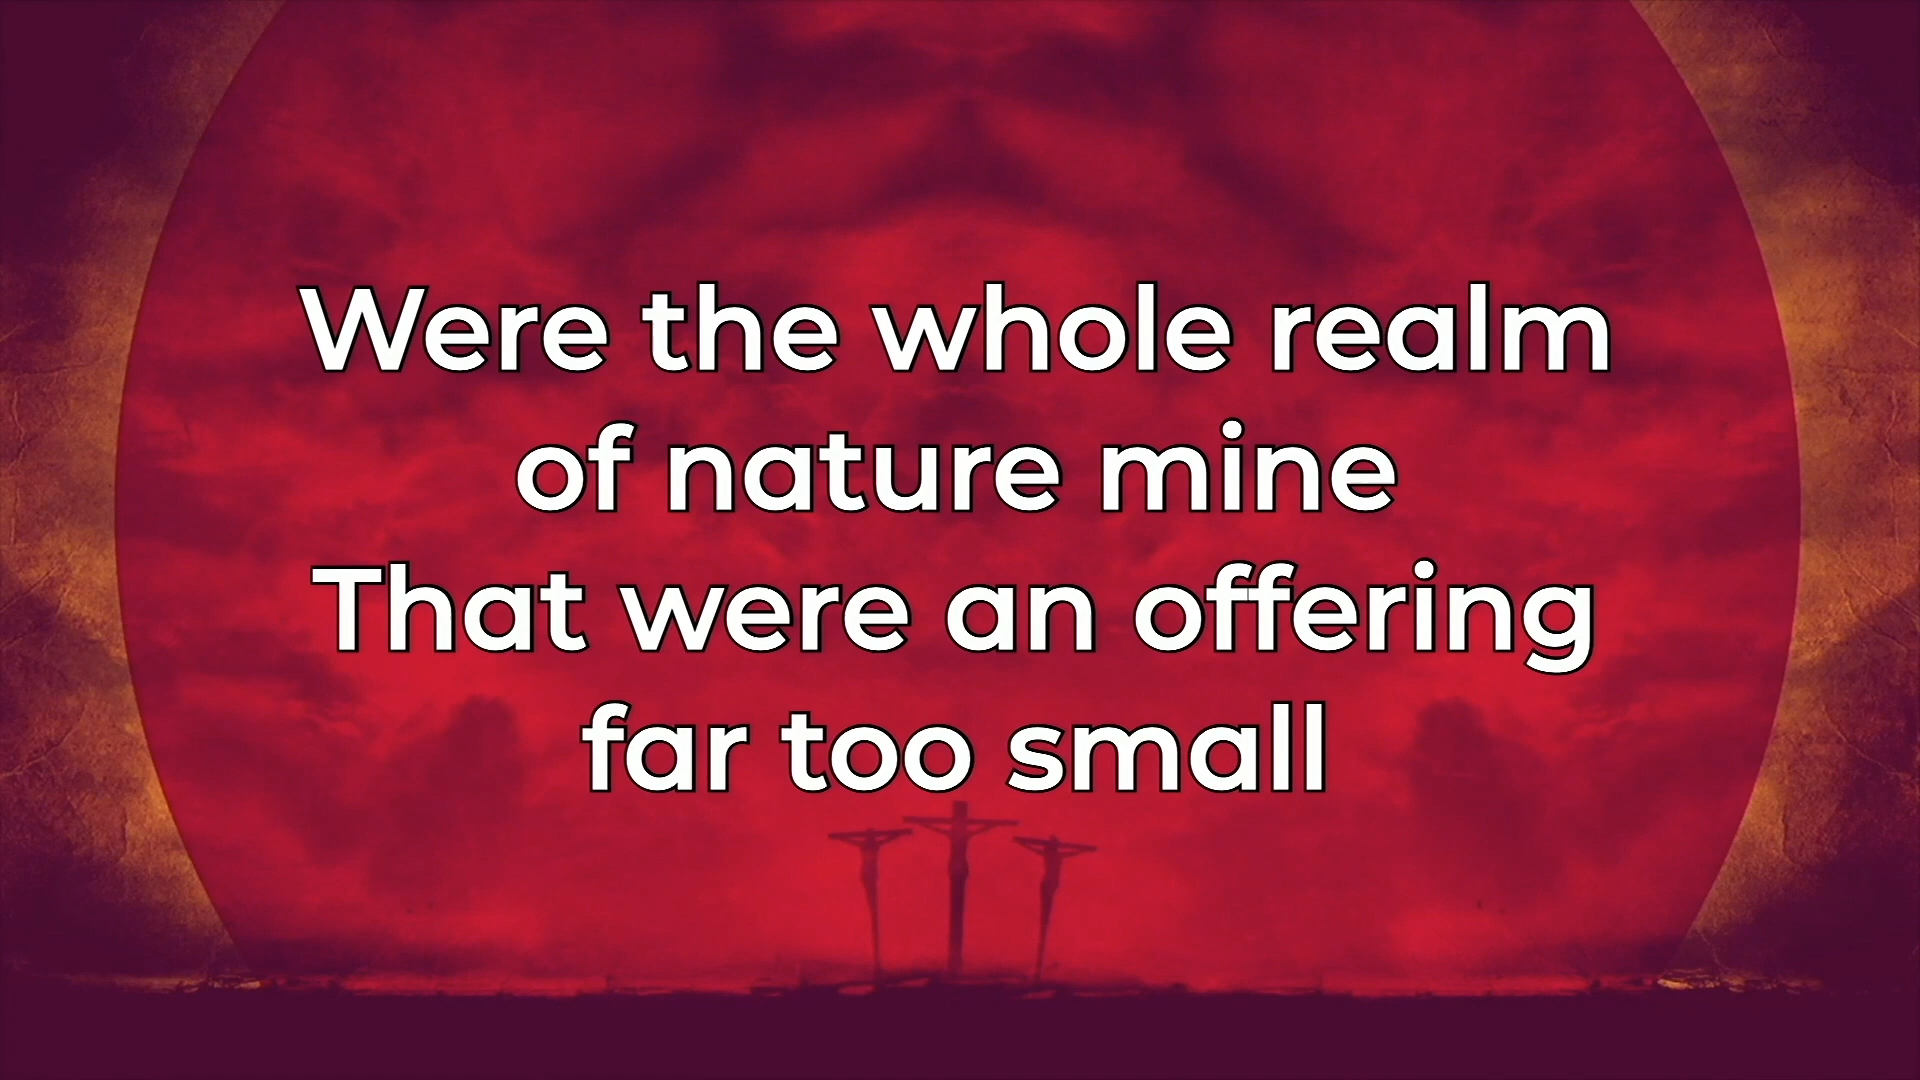 Were the whole realm
of nature mine
That were an offering
far too small